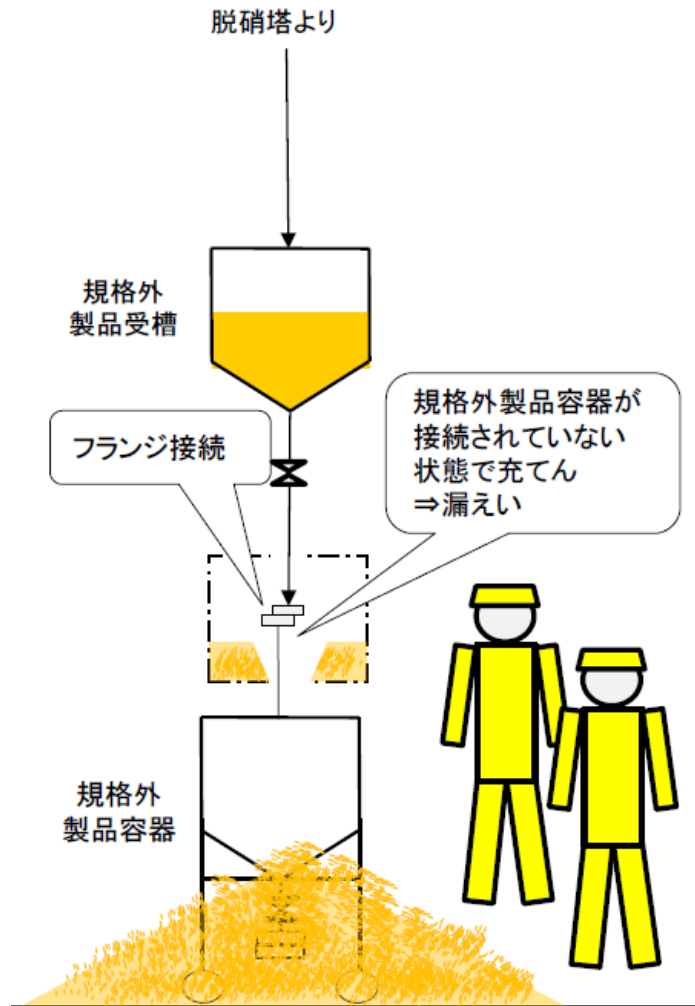 脱硝塔より
規格外
製品受槽
フランジ接続
規格外製品容器が
接続されていない
状態で充てん
⇒漏えい
規格外
製品容器